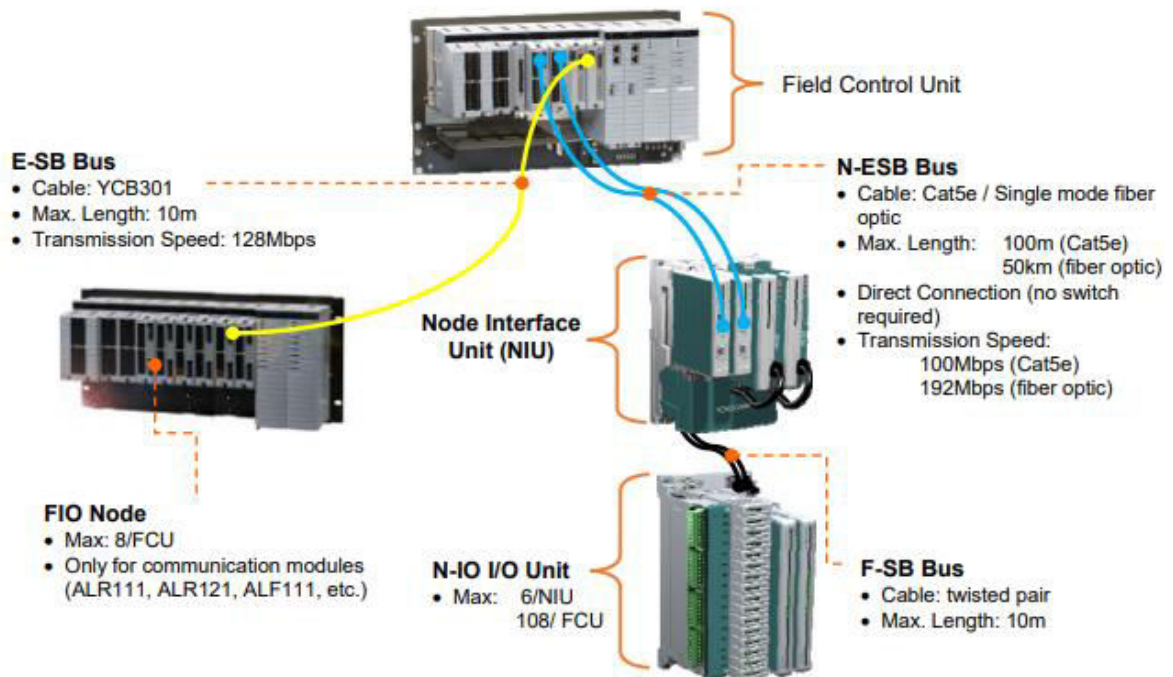 Field Control Unit
E-SB Bus
• Cable: YCB301
• Max. Length: 10m
• Transmission Speed: 128Mbps
N-ESB Bus
• Cable: Cat5e / Single mode fiber
optic
• Max. Length: 100m (Cat5e)
50km (fiber optic)
• Direct Connection (no switch
required)
• Transmission Speed:
100Mbps (Cat5e)
192Mbps (fiber optic)
Node Interface
Unit (NIU)
FIO Node
• Max: 8/FCU
• Only for communication modules
(ALR111, ALR121, ALF111, etc.)
N-IO I/O Unit
• Max: 6/NIU
108/ FCU
F-SB Bus
• Cable: twisted pair
• Max. Length: 10m